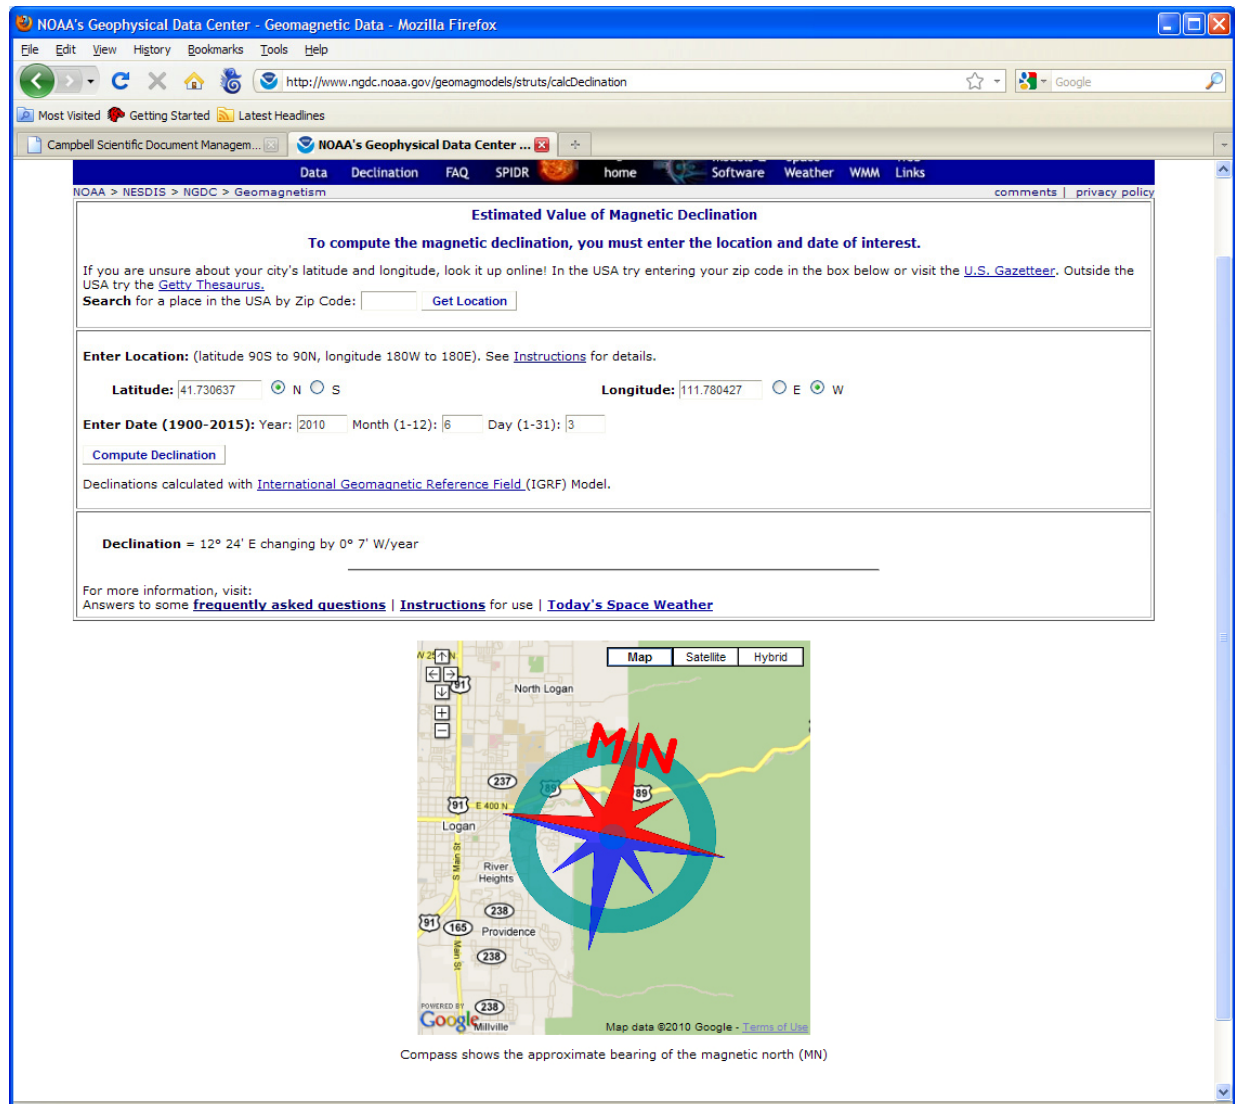 NOAA's Geophysical Data Center - Geomagnetic Data - Mozilla Firefox
File Edit View History Bookmarks Tools Help
http://www.ngdc.noaa.gov/geomagmodels/struts/calcDeclination
Google
Most Visited Getting Started Latest Headlines
Campbell Scientific Document Managem... NOAA's Geophysical Data Center ...
Data Declination FAQ SPIDR home Software Weather WMM Links
NOAA > NESDIS > NGDC > Geomagnetism comments | privacy policy
Estimated Value of Magnetic Declination
To compute the magnetic declination, you must enter the location and date of interest.
If you are unsure about your city's latitude and longitude, look it up online! In the USA try entering your zip code in the box below or visit the U.S. Gazetteer. Outside the
USA try the Getty Thesaurus.
Search for a place in the USA by Zip Code: Get Location
Enter Location: (latitude 90S to 90N, longitude 180W to 180E). See Instructions for details.
Latitude: 41.730637 N S Longitude: 111.780427 E W
Enter Date (1900-2015): Year: 2010 Month (1-12): 6 Day (1-31): 3
Compute Declination
Declinations calculated with International Geomagnetic Reference Field (IGRF) Model.
Declination = 12° 24' E changing by 0° 7' W/year
For more information, visit:
Answers to some frequently asked questions | Instructions for use | Today's Space Weather
Map Satellite Hybrid
91
North Logan
MN
237
89
89
91
E 400 N
Logan
S Main St
River
Heights
238
91
165
Providence
Main St
238
POWERED BY
Google
238
Millville
Map data ©2010 Google - Terms of Use
Compass shows the approximate bearing of the magnetic north (MN)